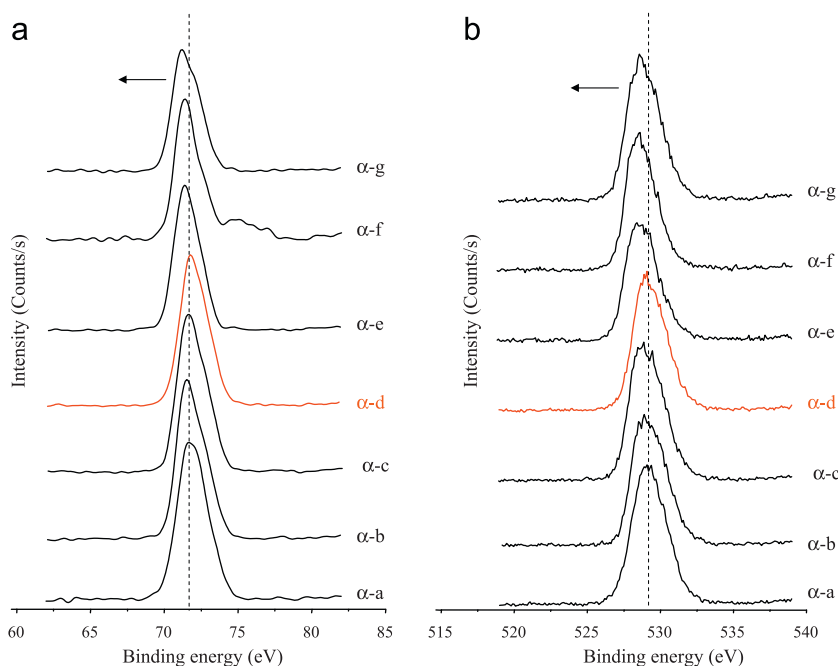 a
α-g
α-f
α-e
α-d
α-c
α-b
α-a
Intensity (Counts/s)
60 65 70 75 80 85
Binding energy (eV)
b
α-g
α-f
α-e
α-d
α-c
α-b
α-a
Intensity (Counts/s)
515 520 525 530 535 540
Binding energy (eV)